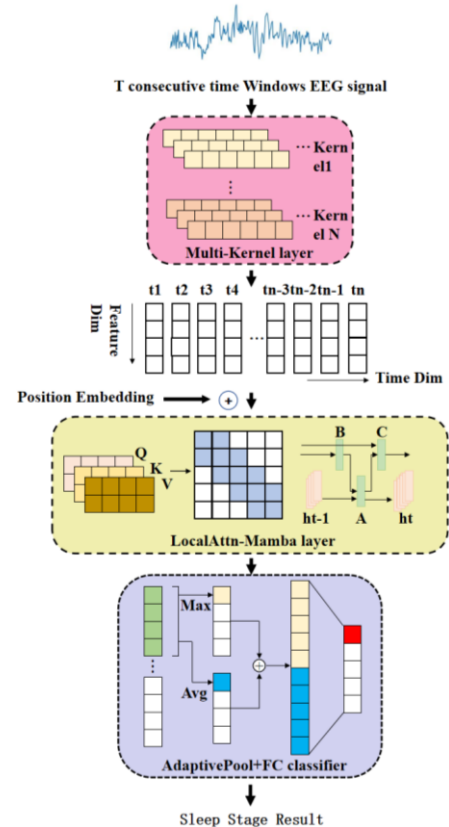 T consecutive time Windows EEG signal
... Kern
el1
⋮
... Kern
el N
Multi-Kernel layer
t1 t2 t3 t4 tn-3 tn-2 tn-1 tn
Feature
Dim
...
Time Dim
Position Embedding
+
Q
K
V
B
C
ht-1
A
ht
LocalAttn-Mamba layer
Max
⋮
Avg
+
AdaptivePool+FC classifier
Sleep Stage Result